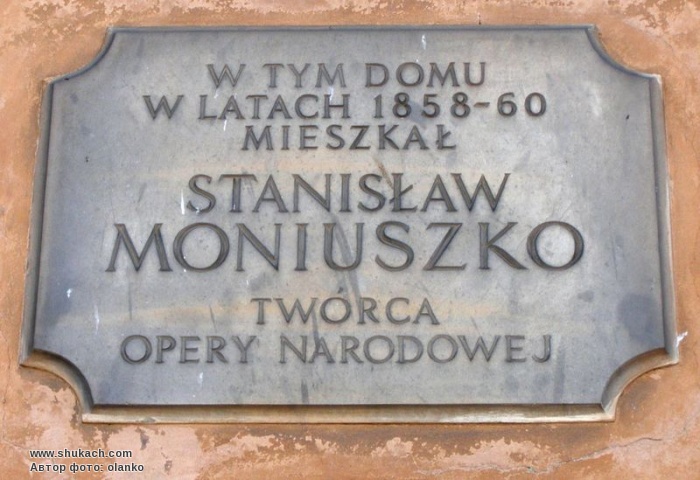 W TYM DOMU
W LATACH 1858-60
MIESZKAŁ
STANISŁAW
MONIUSZKO
TWÓRCA
OPERY NARODOWEJ
www.shukach.com
Автор фото: olanko